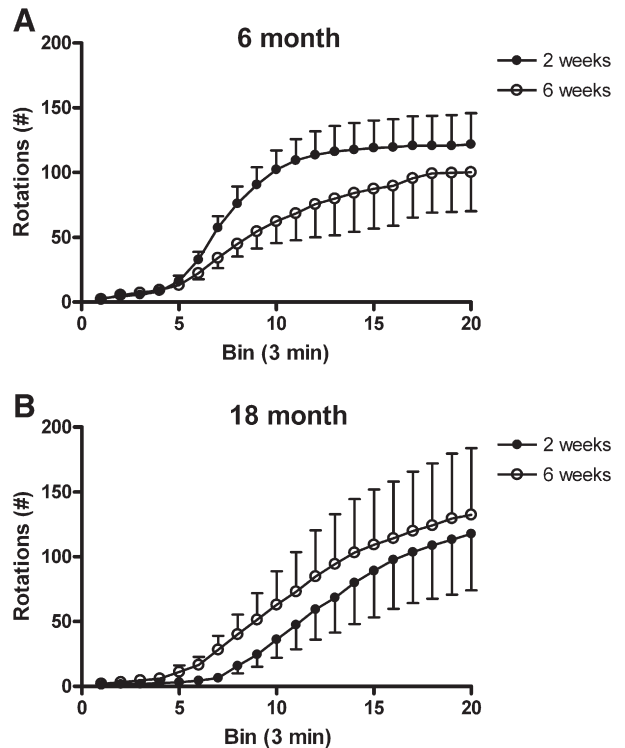 A
6 month
200
150
100
50
0
Rotations (#)
0 5 10 15 20
Bin (3 min)
2 weeks
6 weeks
B
18 month
200
150
100
50
0
Rotations (#)
0 5 10 15 20
Bin (3 min)
2 weeks
6 weeks